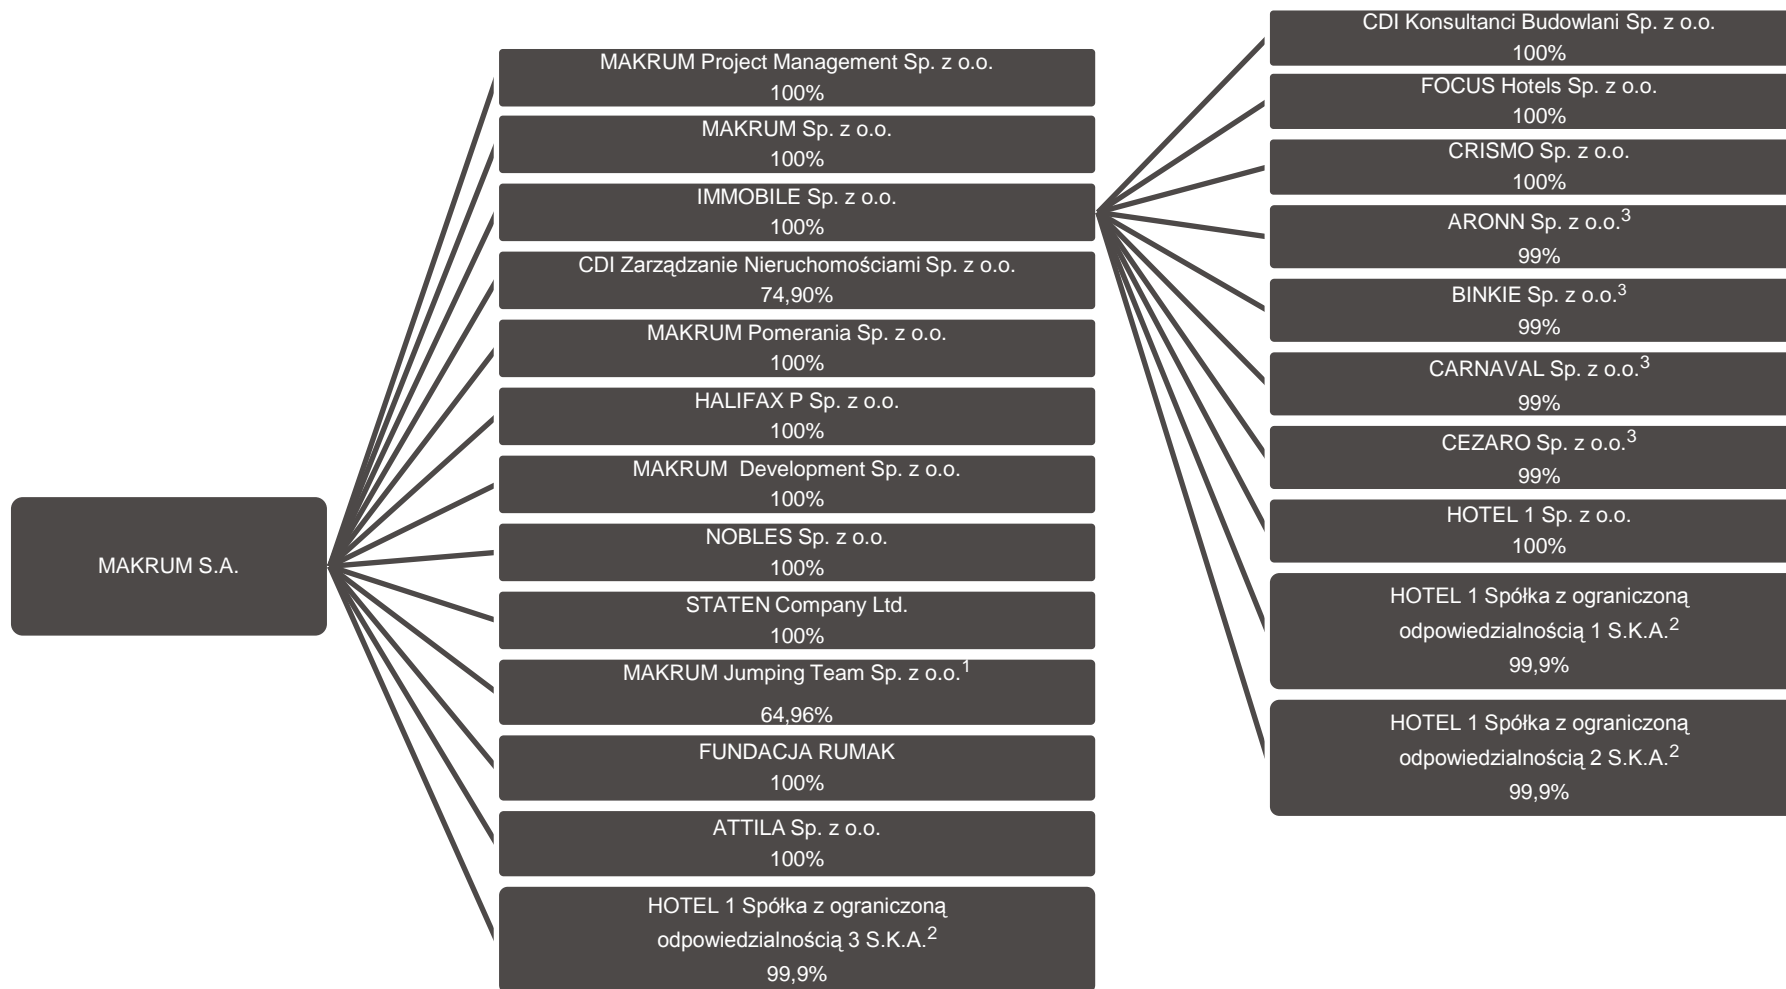 MAKRUM S.A.
MAKRUM Project Management Sp. z o.o.
100%
MAKRUM Sp. z o.o.
100%
IMMOBILE Sp. z o.o.
100%
CDI Zarządzanie Nieruchomościami Sp. z o.o.
74,90%
MAKRUM Pomerania Sp. z o.o.
100%
HALIFAX P Sp. z o.o.
100%
MAKRUM  Development Sp. z o.o.
100%
NOBLES Sp. z o.o.
100%
STATEN Company Ltd.
100%
MAKRUM Jumping Team Sp. z o.o.¹
64,96%
FUNDACJA RUMAK
100%
ATTILA Sp. z o.o.
100%
HOTEL 1 Spółka z ograniczoną
odpowiedzialnością 3 S.K.A.²
99,9%
CDI Konsultanci Budowlani Sp. z o.o.
100%
FOCUS Hotels Sp. z o.o.
100%
CRISMO Sp. z o.o.
100%
ARONN Sp. z o.o.³
99%
BINKIE Sp. z o.o.³
99%
CARNAVAL Sp. z o.o.³
99%
CEZARO Sp. z o.o.³
99%
HOTEL 1 Sp. z o.o.
100%
HOTEL 1 Spółka z ograniczoną
odpowiedzialnością 1 S.K.A.²
99,9%
HOTEL 1 Spółka z ograniczoną
odpowiedzialnością 2 S.K.A.²
99,9%